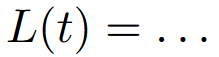 L(t) = ...